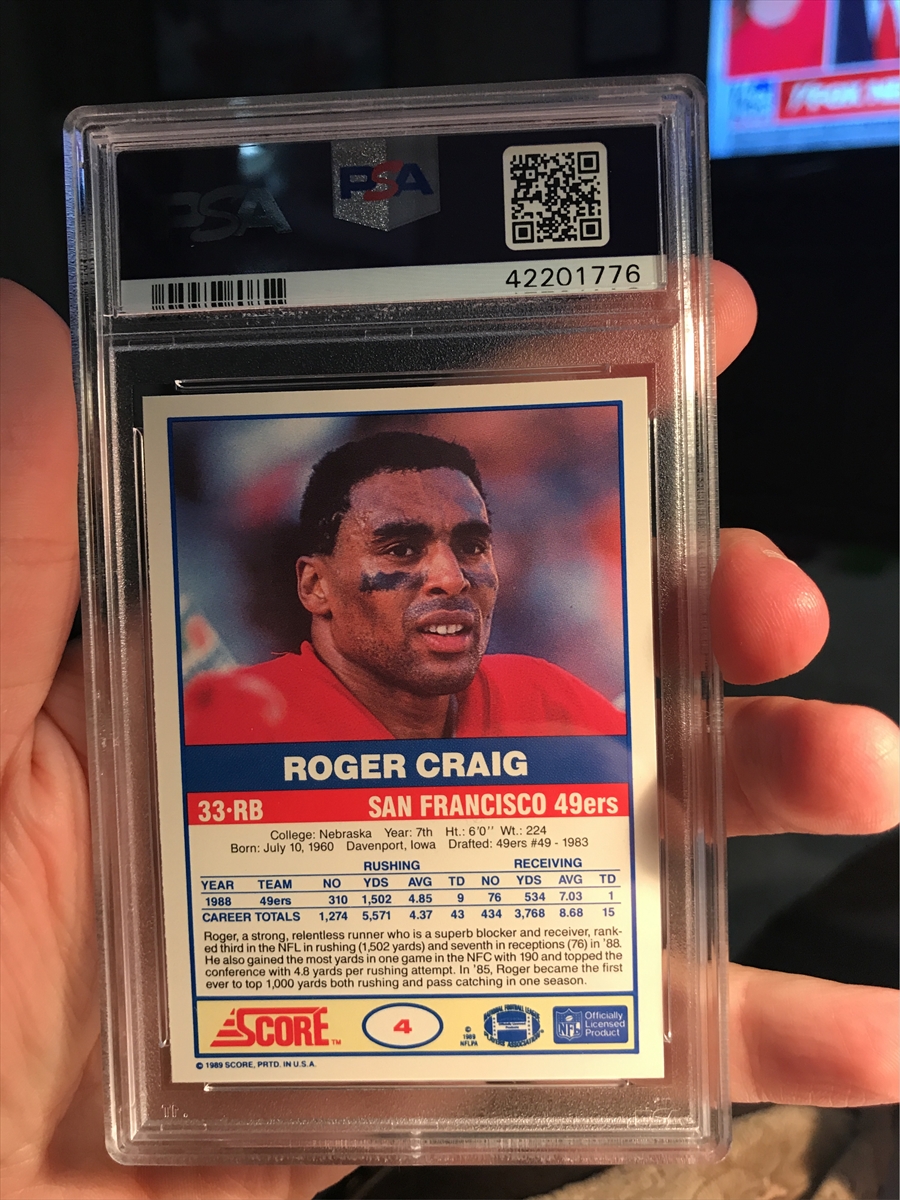 PSA
PSA
42201776
ROGER CRAIG
33•RB SAN FRANCISCO 49ers
College: Nebraska Year: 7th Ht.: 6'0" Wt.: 224
Born: July 10, 1960 Davenport, Iowa Drafted: 49ers #49 - 1983
RUSHING RECEIVING
YEAR TEAM NO YDS AVG TD NO YDS AVG TD
1988 49ers 310 1,502 4.85 9 76 534 7.03 1
CAREER TOTALS 1,274 5,571 4.37 43 434 3,768 8.68 15
Roger, a strong, relentless runner who is a superb blocker and receiver, rank-
ed third in the NFL in rushing (1,502 yards) and seventh in receptions (76) in '88.
He also gained the most yards in one game in the NFC with 190 and topped the
conference with 4.8 yards per rushing attempt. In '85, Roger became the first
ever to top 1,000 yards both rushing and pass catching in one season.
SCORE™
4
© 1989 NFLPA
NFL
Officially
Licensed
Product
© 1989 SCORE, PRTD. IN U.S.A.